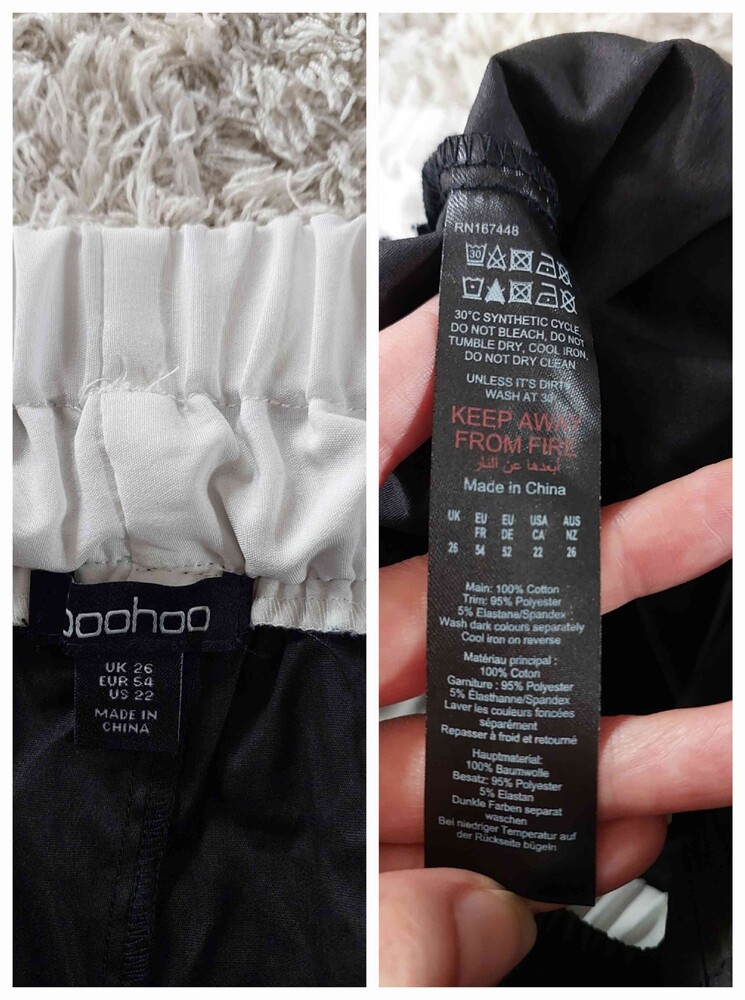 boohoo
UK 26
EUR 54
US 22
MADE IN
CHINA
RN167448
30
30°C SYNTHETIC CYCLE,
DO NOT BLEACH, DO NOT
TUMBLE DRY, COOL IRON,
DO NOT DRY CLEAN
UNLESS IT'S DIRTY
WASH AT 30
KEEP AWAY
FROM FIRE
أبعدها عن النار
Made in China
UK EU EU USA AUS
FR DE CA NZ
26 54 52 22 26
Main: 100% Cotton
Trim: 95% Polyester
5% Elastane/Spandex
Wash dark colours separately
Cool iron on reverse
Matériau principal :
100% Coton
Garniture : 95% Polyester
5% Élasthanne/Spandex
Laver les couleurs foncées
séparément
Repasser à froid et retourné
Hauptmaterial:
100% Baumwolle
Besatz: 95% Polyester
5% Elastan
Dunkle Farben separat
waschen
Bei niedriger Temperatur auf
der Rückseite bügeln